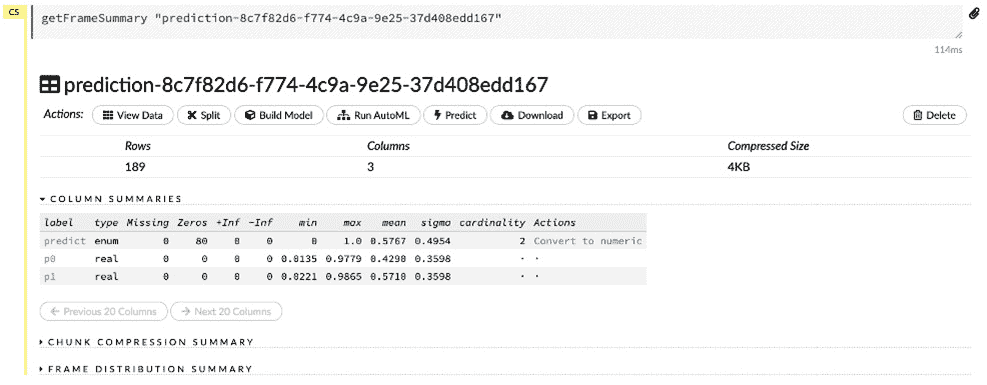 CS
getFrameSummary "prediction-8c7f82d6-f774-4c9a-9e25-37d408edd167"
114ms
prediction-8c7f82d6-f774-4c9a-9e25-37d408edd167
Actions: View Data Split Build Model Run AutoML Predict Download Export Delete
Rows Columns Compressed Size
189 3 4KB
COLUMN SUMMARIES
label type Missing Zeros +Inf -Inf min max mean sigma cardinality Actions
predict enum 0 80 0 0 0 1.0 0.5767 0.4954 2 Convert to numeric
p0 real 0 0 0 0 0.0135 0.9779 0.4290 0.3598 · ·
p1 real 0 0 0 0 0.0221 0.9865 0.5710 0.3598 · ·
← Previous 20 Columns → Next 20 Columns
CHUNK COMPRESSION SUMMARY
FRAME DISTRIBUTION SUMMARY